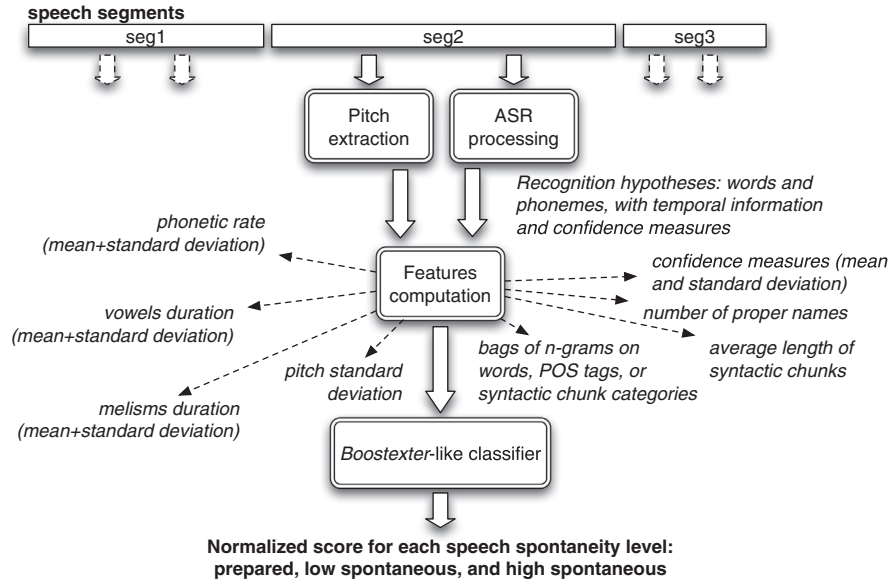 speech segments
seg1
seg2
seg3
Pitch
extraction
ASR
processing
Recognition hypotheses: words and
phonemes, with temporal information
and confidence measures
phonetic rate
(mean+standard deviation)
Features
computation
confidence measures (mean
and standard deviation)
vowels duration
(mean+standard deviation)
number of proper names
pitch standard
deviation
bags of n-grams on
words, POS tags, or
syntactic chunk categories
average length of
syntactic chunks
melisms duration
(mean+standard deviation)
Boostexter-like classifier
Normalized score for each speech spontaneity level:
prepared, low spontaneous, and high spontaneous